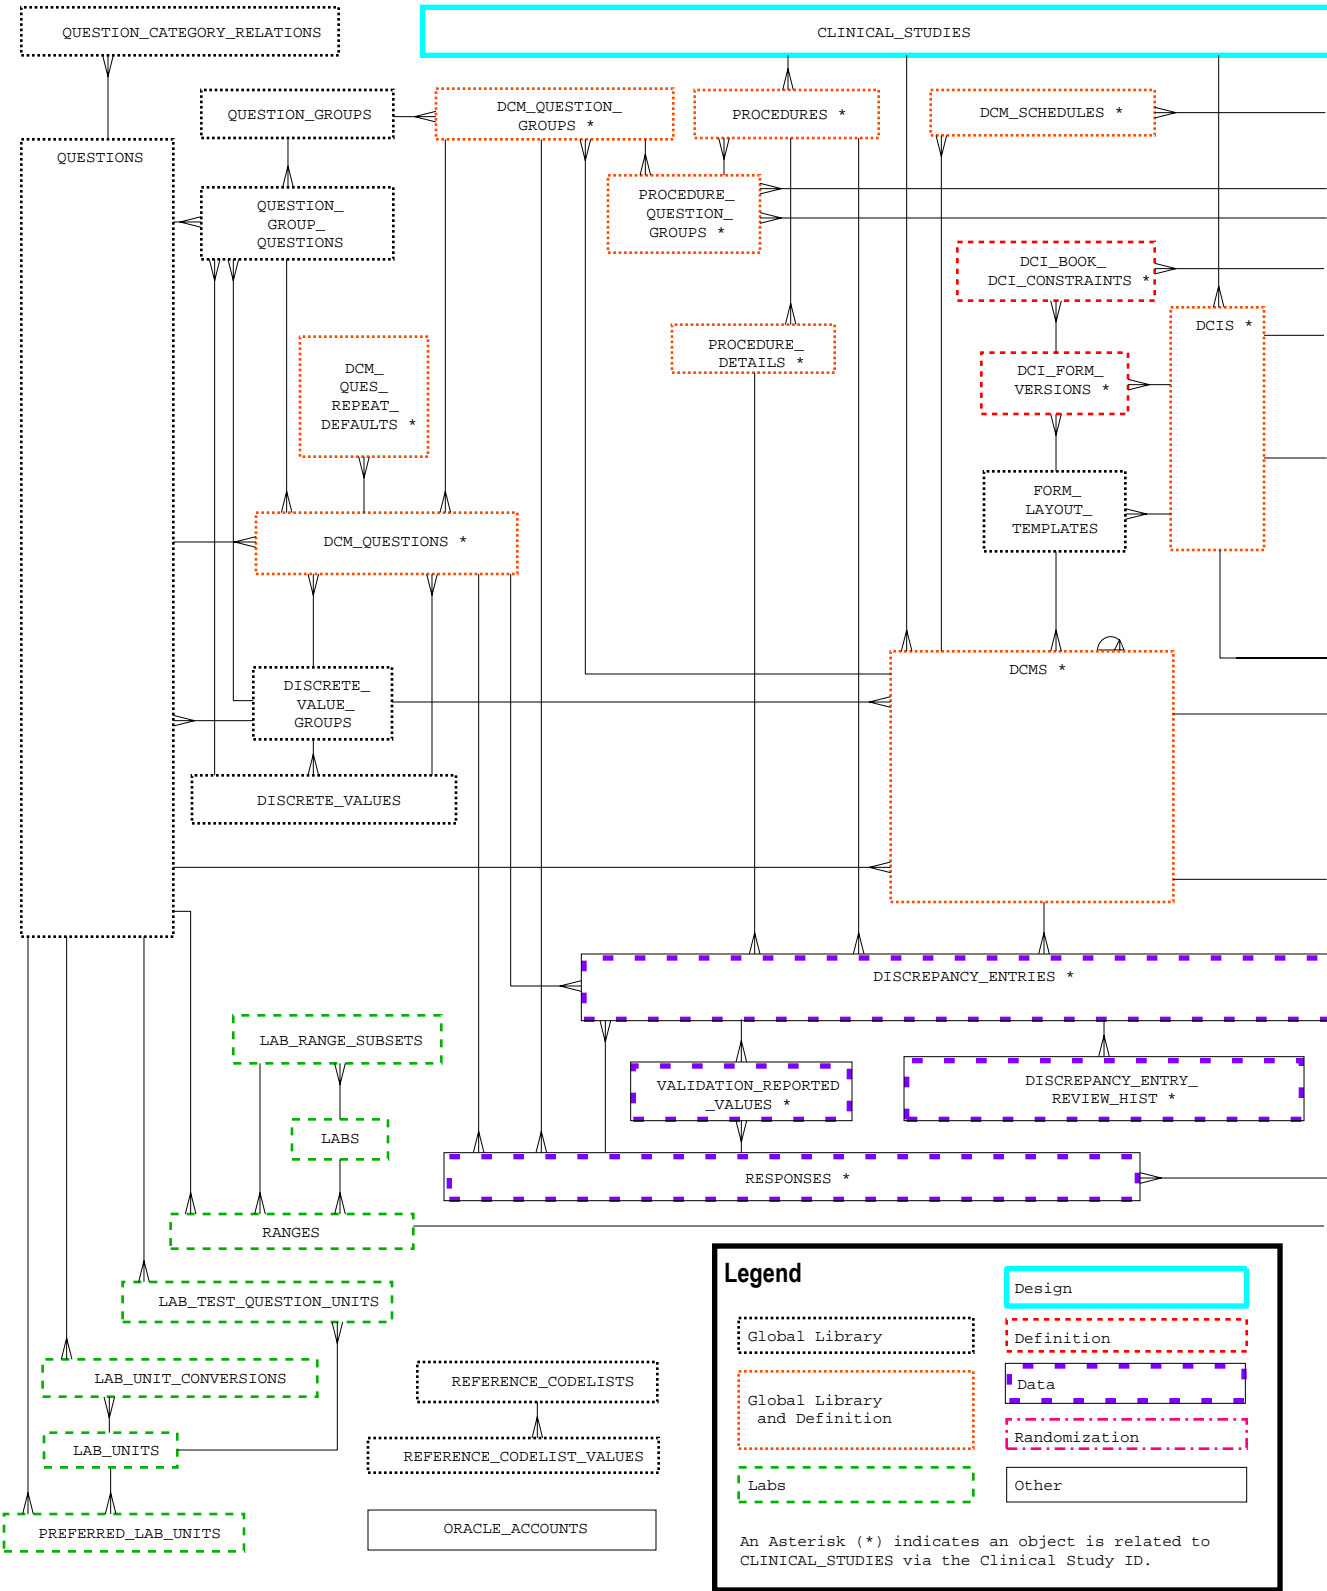 QUESTION_CATEGORY_RELATIONS
CLINICAL_STUDIES
QUESTION_GROUPS
DCM_QUESTION_
GROUPS *
PROCEDURES *
DCM_SCHEDULES *
QUESTIONS
QUESTION_
GROUP_
QUESTIONS
PROCEDURE_
QUESTION_
GROUPS *
DCI_BOOK_
DCI_CONSTRAINTS *
DCIS *
DCM_
QUES_
REPEAT_
DEFAULTS *
PROCEDURE_
DETAILS *
DCI_FORM_
VERSIONS *
FORM_
LAYOUT_
TEMPLATES
DCM_QUESTIONS *
DISCRETE_
VALUE_
GROUPS
DCMS *
DISCRETE_VALUES
DISCREPANCY_ENTRIES *
LAB_RANGE_SUBSETS
VALIDATION_REPORTED
_VALUES *
DISCREPANCY_ENTRY_
REVIEW_HIST *
LABS
RESPONSES *
RANGES
LAB_TEST_QUESTION_UNITS
LAB_UNIT_CONVERSIONS
REFERENCE_CODELISTS
LAB_UNITS
REFERENCE_CODELIST_VALUES
PREFERRED_LAB_UNITS
ORACLE_ACCOUNTS
Legend
Design
Global Library
Definition
Global Library
and Definition
Data
Randomization
Labs
Other
An Asterisk (*) indicates an object is related to
CLINICAL_STUDIES via the Clinical Study ID.